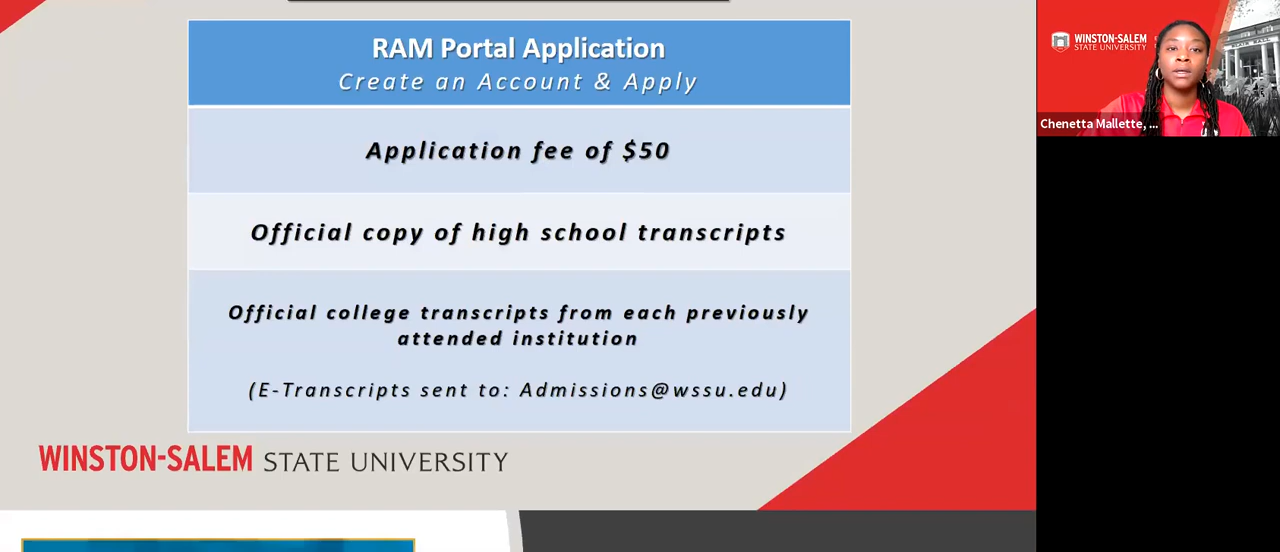 RAM Portal Application
Create an Account & Apply
Application fee of $50
Official copy of high school transcripts
Official college transcripts from each previously
attended institution
(E-Transcripts sent to: Admissions@wssu.edu)
WINSTON-SALEM STATE UNIVERSITY
WINSTON-SALEM
STATE UNIVERSITY
Chenetta Mallette, ...